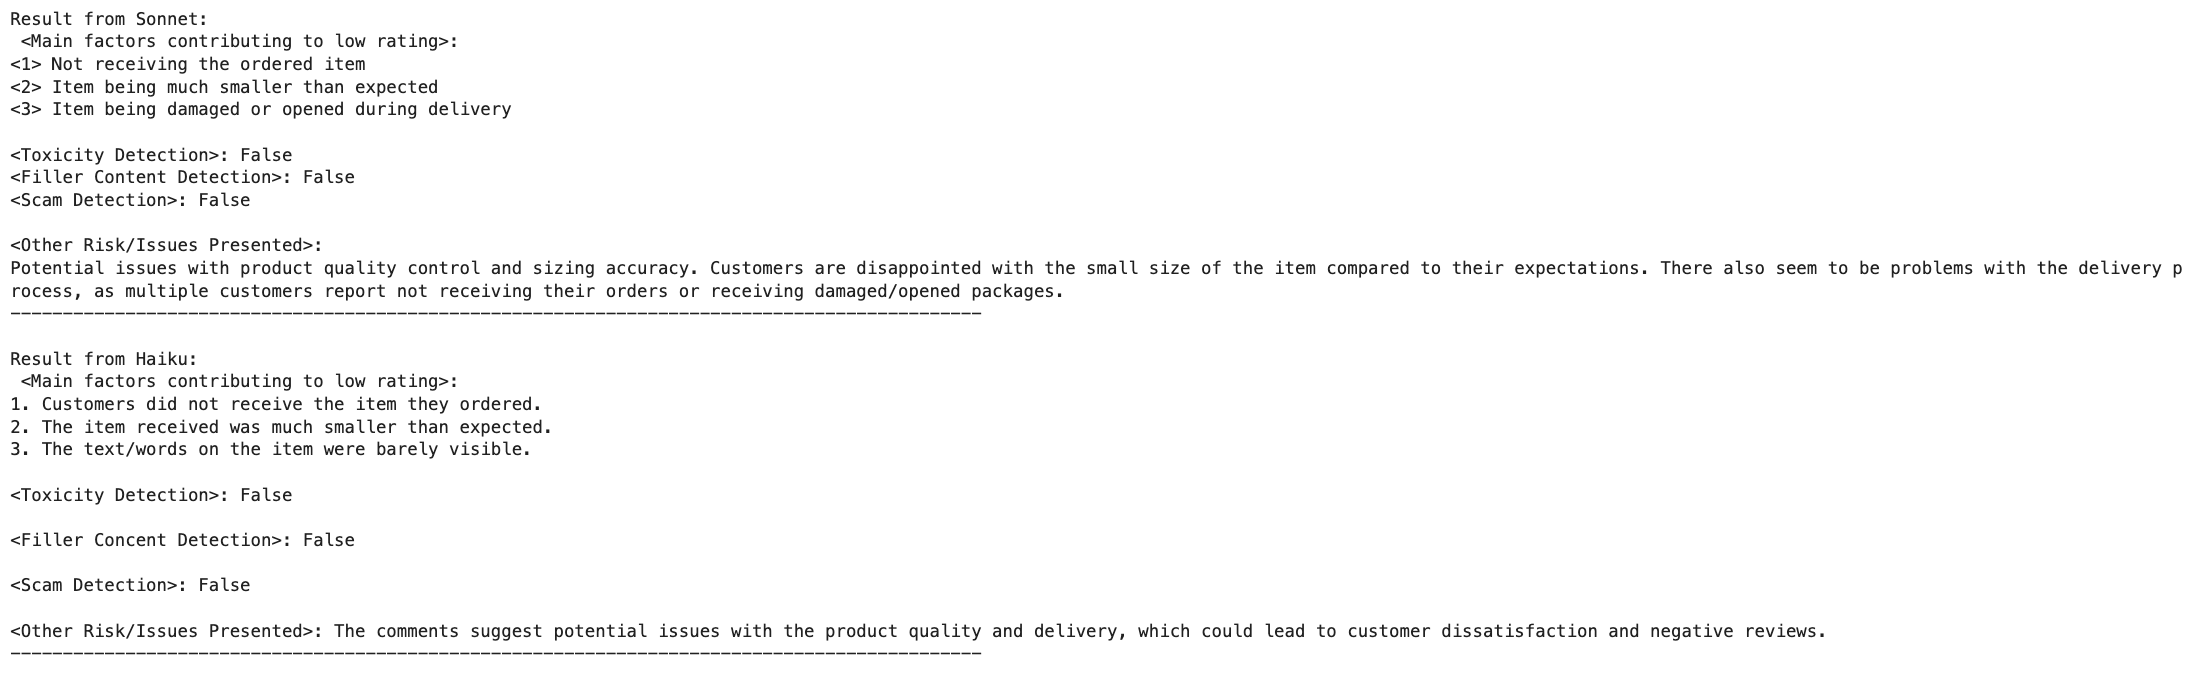 Result from Sonnet:
<Main factors contributing to low rating>:
<1> Not receiving the ordered item
<2> Item being much smaller than expected
<3> Item being damaged or opened during delivery
<Toxicity Detection>: False
<Filler Content Detection>: False
<Scam Detection>: False
<Other Risk/Issues Presented>:
Potential issues with product quality control and sizing accuracy. Customers are disappointed with the small size of the item compared to their expectations. There also seem to be problems with the delivery p
rocess, as multiple customers report not receiving their orders or receiving damaged/opened packages.
---------------------------------------------------------------------------------------------
Result from Haiku:
<Main factors contributing to low rating>:
1. Customers did not receive the item they ordered.
2. The item received was much smaller than expected.
3. The text/words on the item were barely visible.
<Toxicity Detection>: False
<Filler Concent Detection>: False
<Scam Detection>: False
<Other Risk/Issues Presented>: The comments suggest potential issues with the product quality and delivery, which could lead to customer dissatisfaction and negative reviews.
---------------------------------------------------------------------------------------------